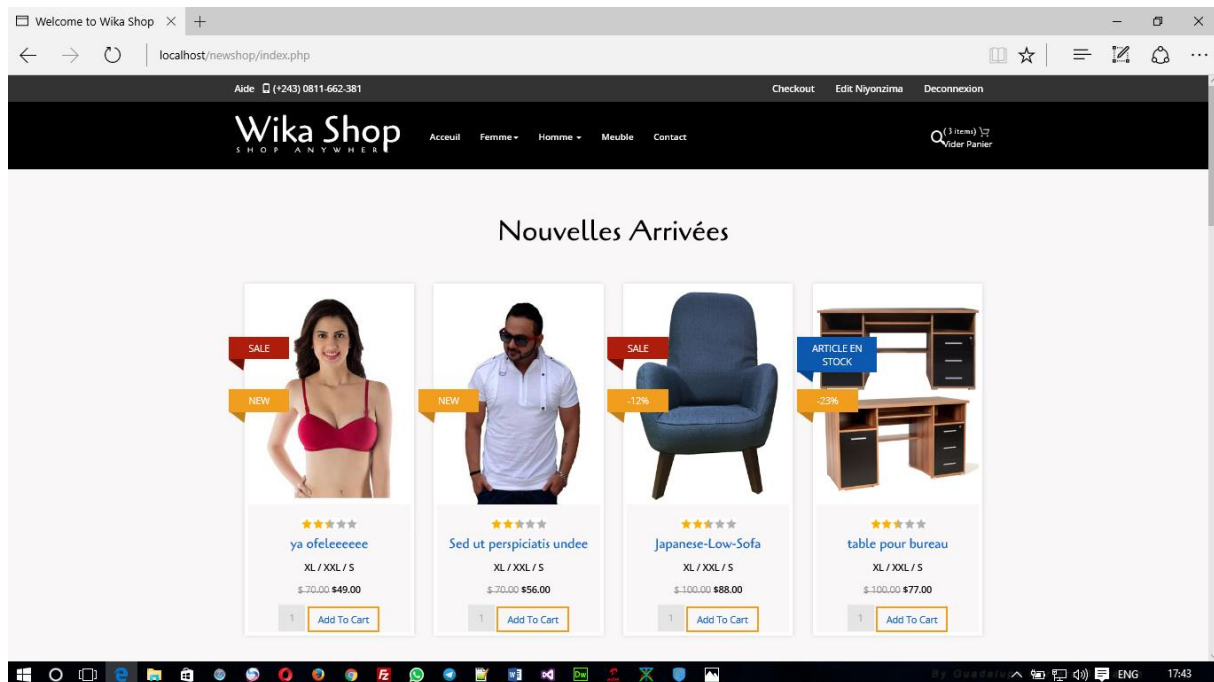 Welcome to Wika Shop
localhost/newshop/index.php
Aide (+243) 0811-662-381 Checkout Edit Niyonzima Deconnexion
Wika Shop
SHOP ANYWHER
Acceuil Femme Homme Meuble Contact
(3 items)
Vider Panier
Nouvelles Arrivées
SALE
NEW
NEW
SALE
-12%
ARTICLE EN
STOCK
-23%
ya ofeleeeeee
XL / XXL / S
$ 70.00 $49.00
1 Add To Cart
Sed ut perspiciatis undee
XL / XXL / S
$ 70.00 $56.00
1 Add To Cart
Japanese-Low-Sofa
XL / XXL / S
$ 100.00 $88.00
1 Add To Cart
table pour bureau
XL / XXL / S
$ 100.00 $77.00
1 Add To Cart
ENG 17:43